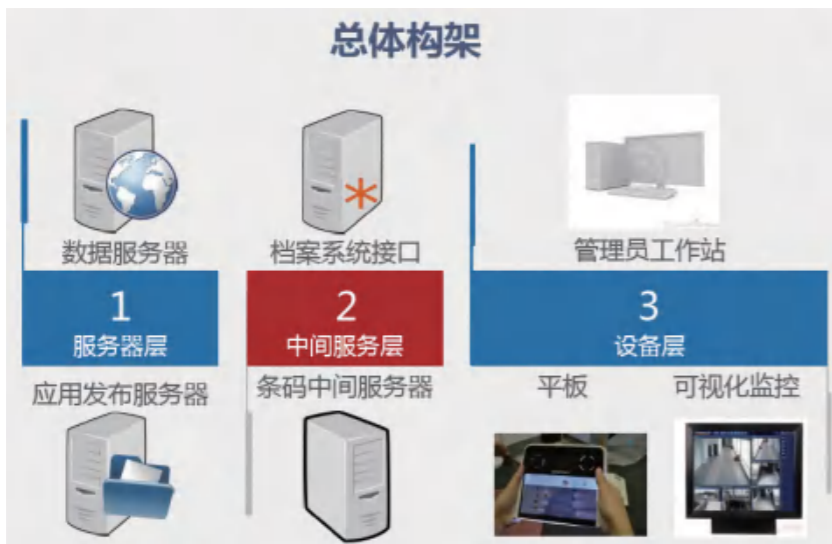 总体构架
数据服务器
档案系统接口
管理员工作站
1
服务器层
2
中间服务层
3
设备层
应用发布服务器
条码中间服务器
平板
可视化监控